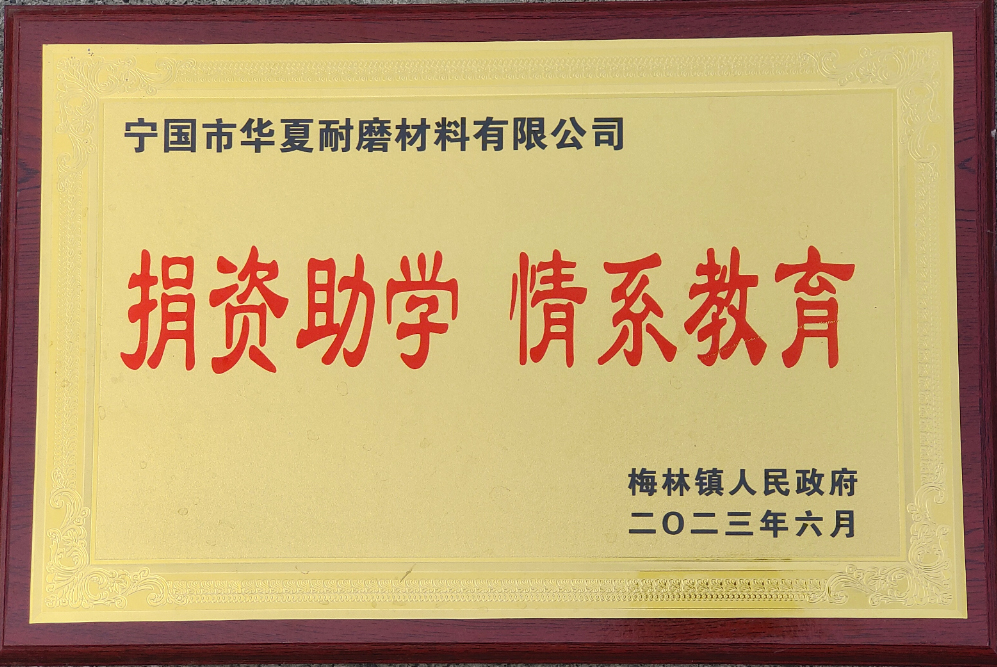 宁国市华夏耐磨材料有限公司
捐资助学 情系教育
梅林镇人民政府
二〇二三年六月